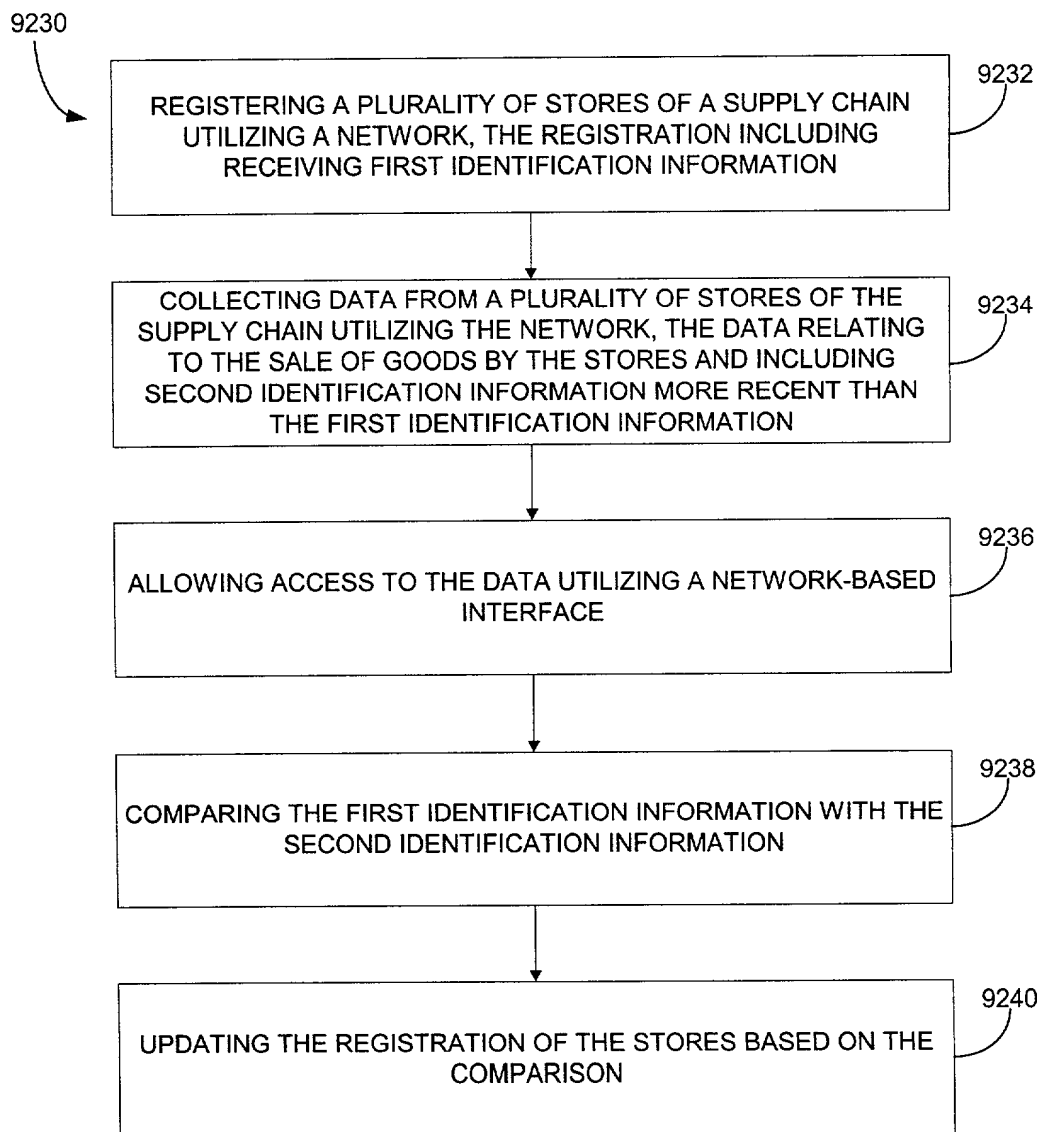 9230
9232
REGISTERING A PLURALITY OF STORES OF A SUPPLY CHAIN
UTILIZING A NETWORK, THE REGISTRATION INCLUDING
RECEIVING FIRST IDENTIFICATION INFORMATION
9234
COLLECTING DATA FROM A PLURALITY OF STORES OF THE
SUPPLY CHAIN UTILIZING THE NETWORK, THE DATA RELATING
TO THE SALE OF GOODS BY THE STORES AND INCLUDING
SECOND IDENTIFICATION INFORMATION MORE RECENT THAN
THE FIRST IDENTIFICATION INFORMATION
9236
ALLOWING ACCESS TO THE DATA UTILIZING A NETWORK-BASED
INTERFACE
9238
COMPARING THE FIRST IDENTIFICATION INFORMATION WITH THE
SECOND IDENTIFICATION INFORMATION
9240
UPDATING THE REGISTRATION OF THE STORES BASED ON THE
COMPARISON